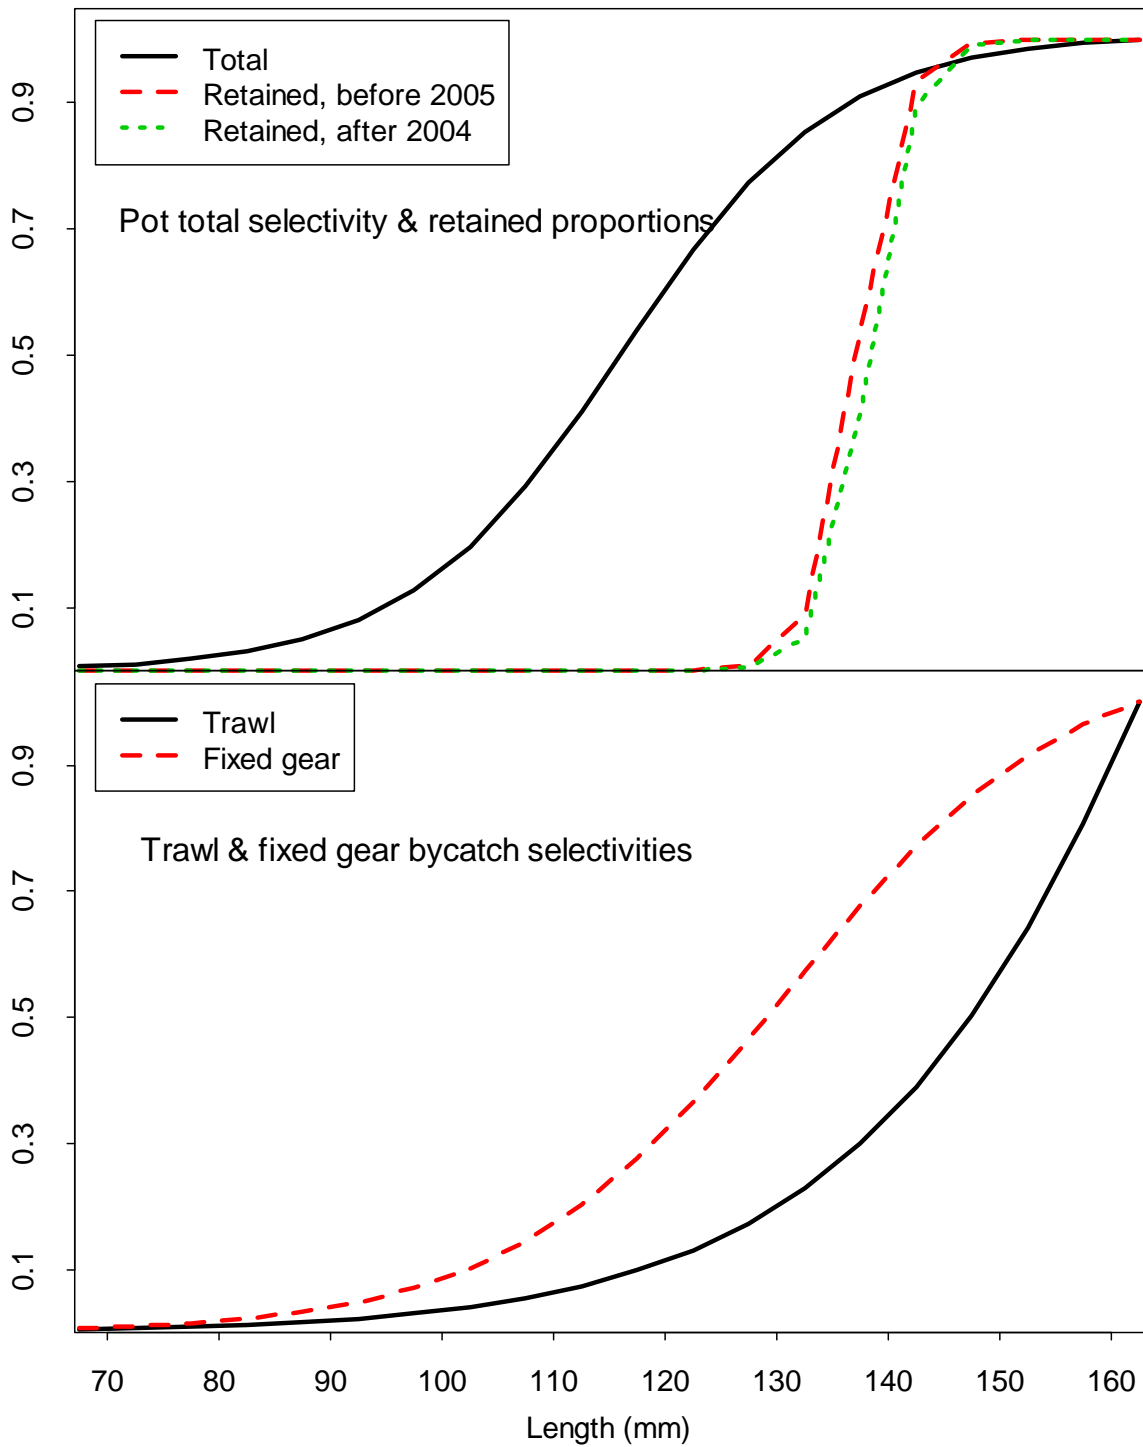 Total
Retained, before 2005
Retained, after 2004
Pot total selectivity & retained proportions
0.9
0.7
0.5
0.3
0.1
Trawl
Fixed gear
Trawl & fixed gear bycatch selectivities
0.9
0.7
0.5
0.3
0.1
70 80 90 100 110 120 130 140 150 160
Length (mm)